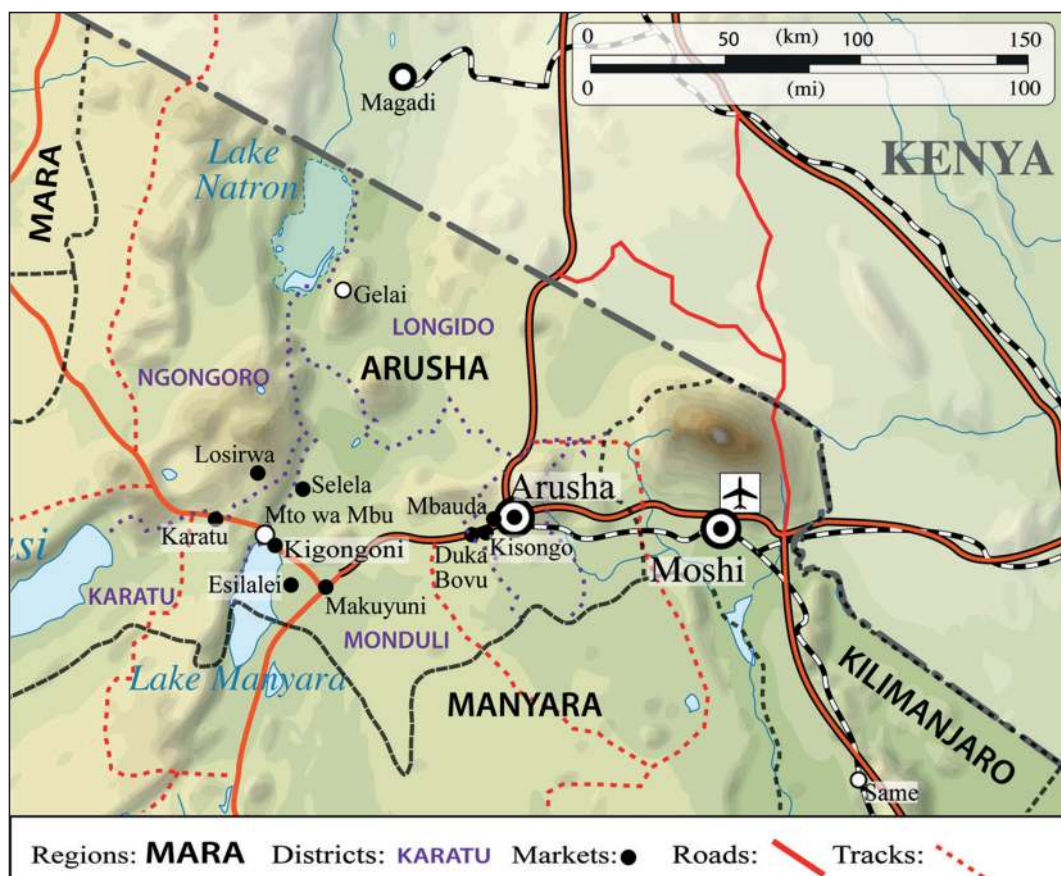 0 50 (km) 100 150
0 (mi) 100
Magadi
KENYA
MARA
Lake
Natron
Gelai
LONGIDO
ARUSHA
NGONGORO
Losirwa
Selela
Mbauda
Arusha
Mto wa Mbu
Karatu
Kigongoni
Duka
Bovu
Kisongo
Moshi
si
Esilalei
KARATU
Makuyuni
MONDULI
Lake Manyara
MANYARA
KILIMANJARO
Same
Regions: MARA Districts: KARATU Markets: Roads: Tracks: